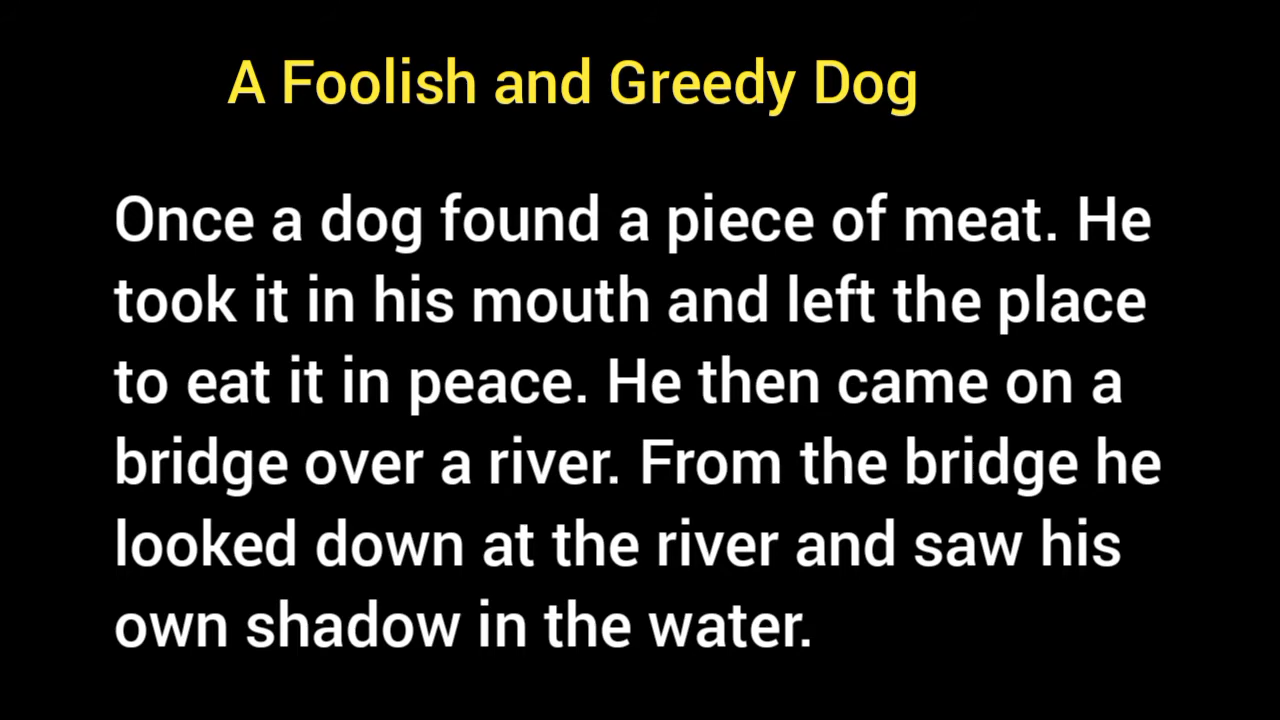 A Foolish and Greedy Dog
Once a dog found a piece of meat. He
took it in his mouth and left the place
to eat it in peace. He then came on a
bridge over a river. From the bridge he
looked down at the river and saw his
own shadow in the water.